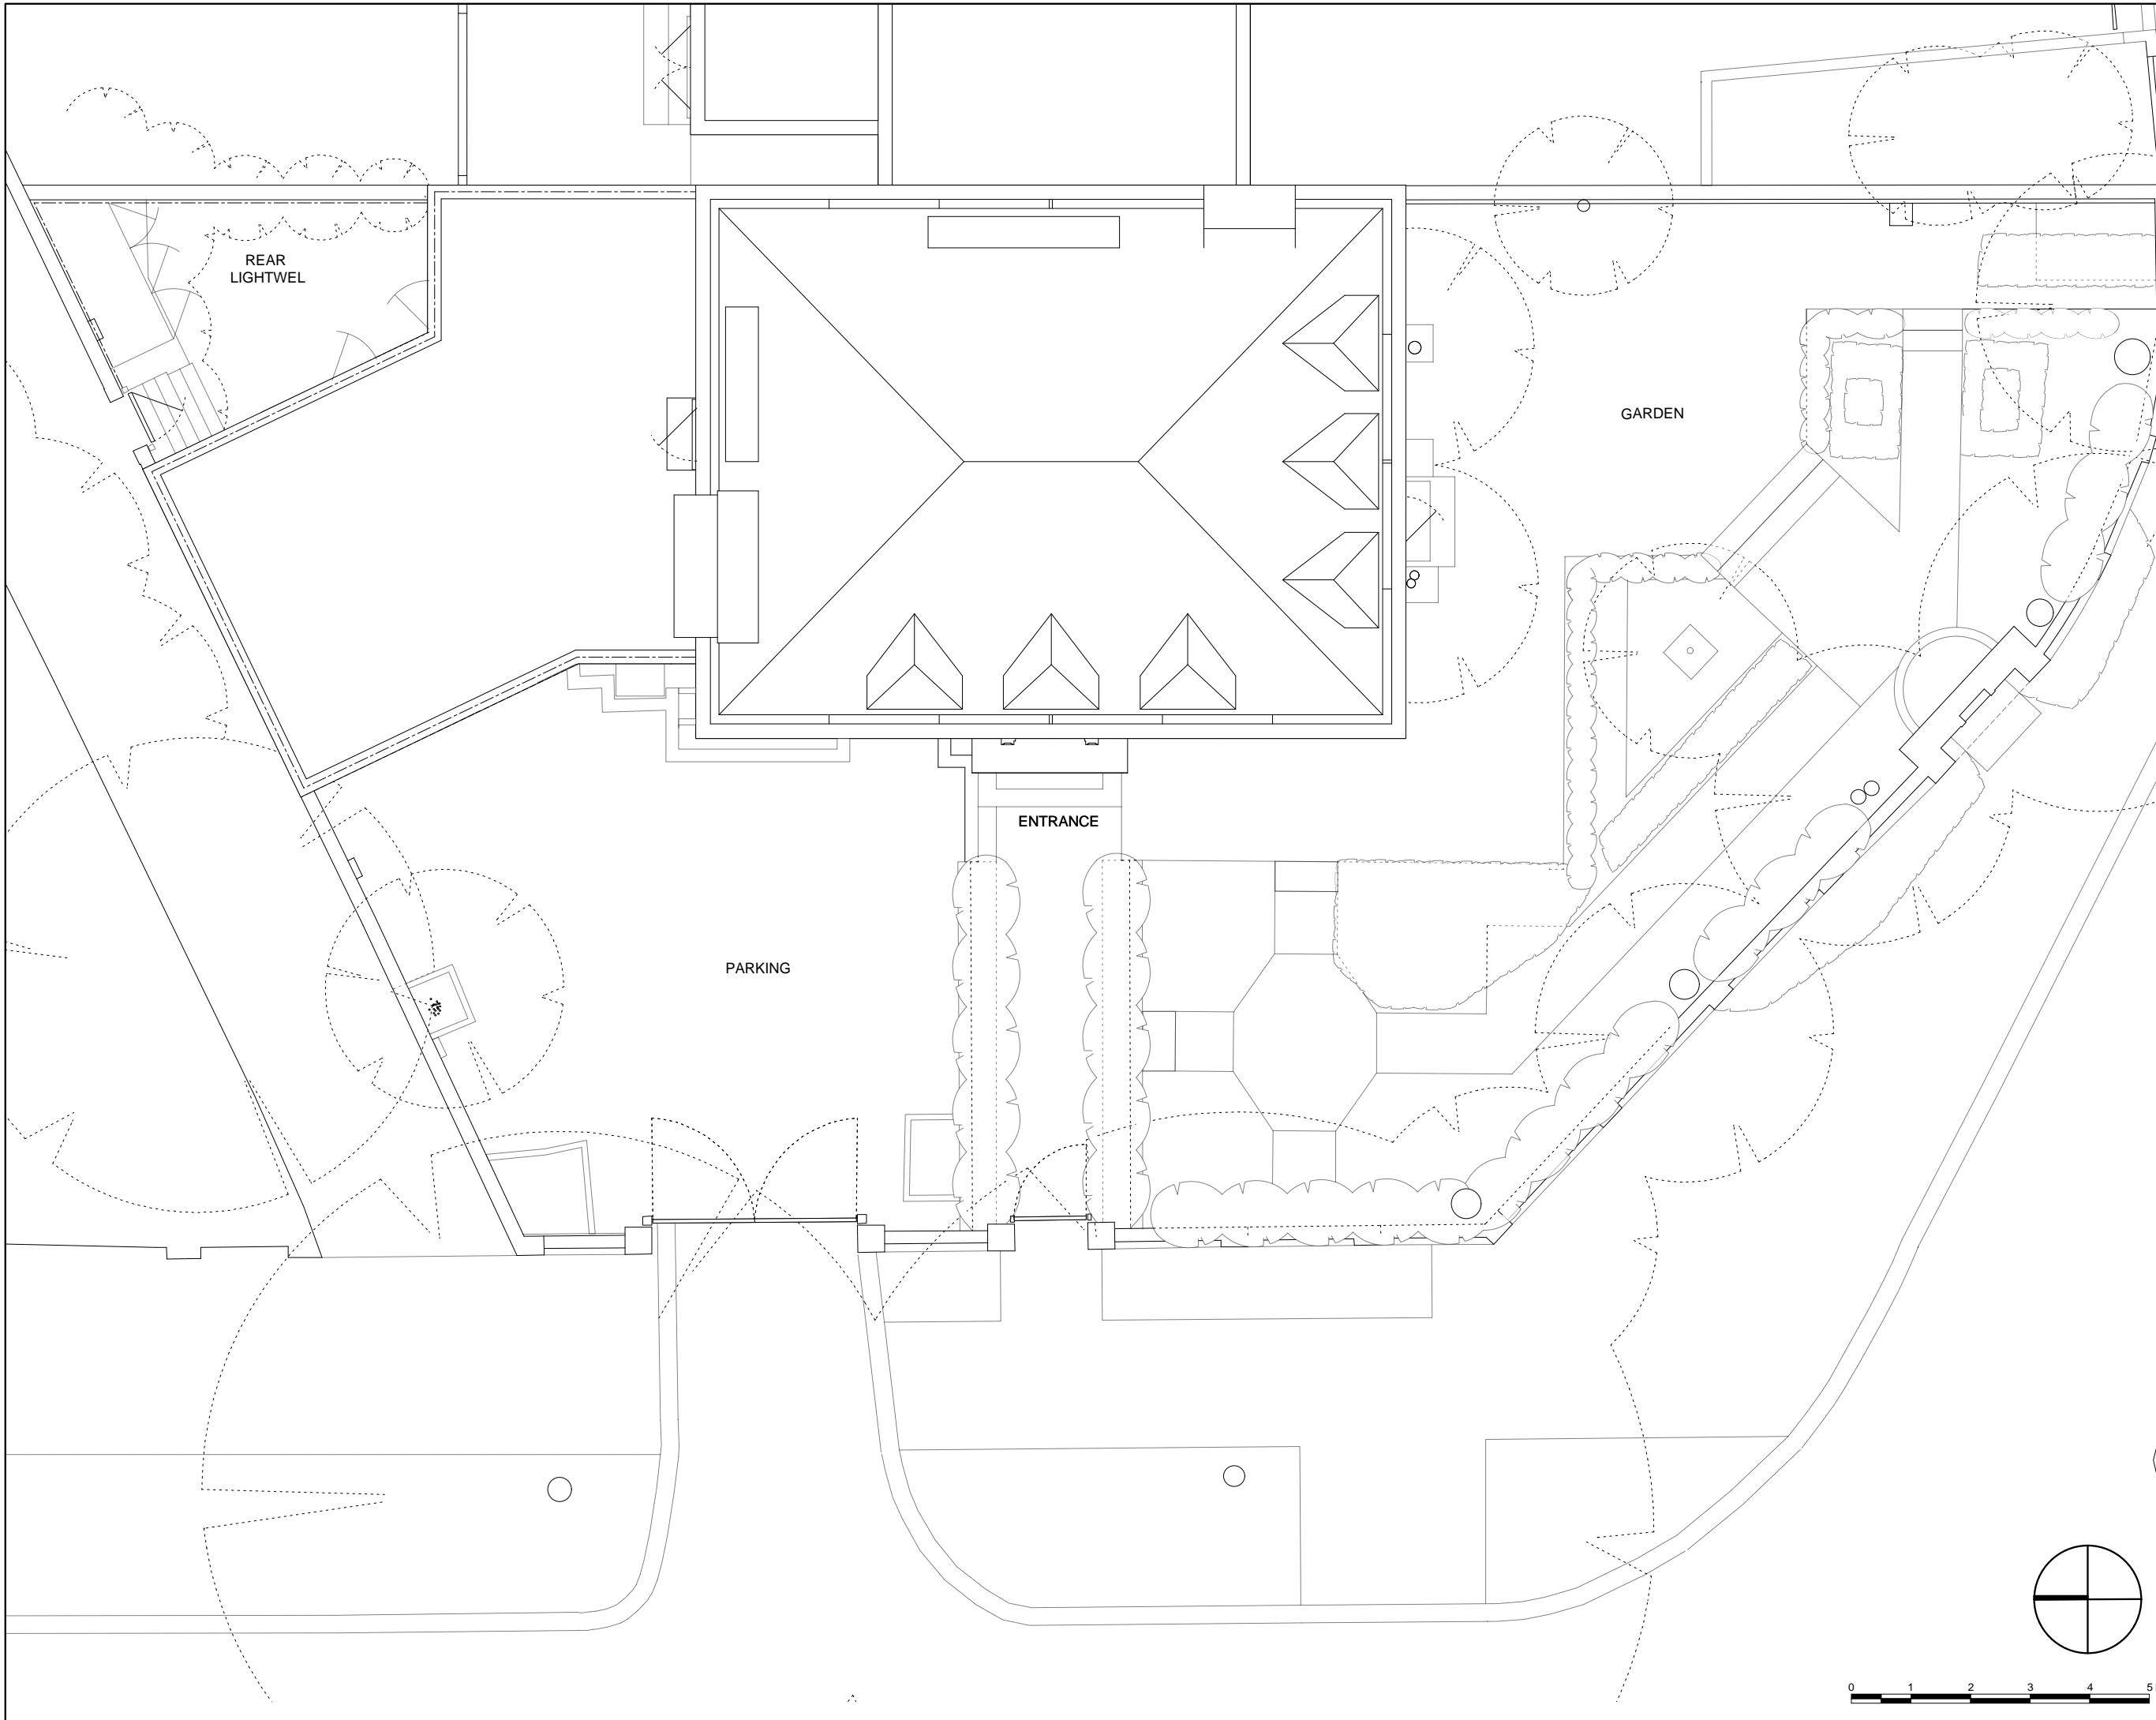 REAR
LIGHTWEL
GARDEN
ENTRANCE
PARKING
0 1 2 3 4 5